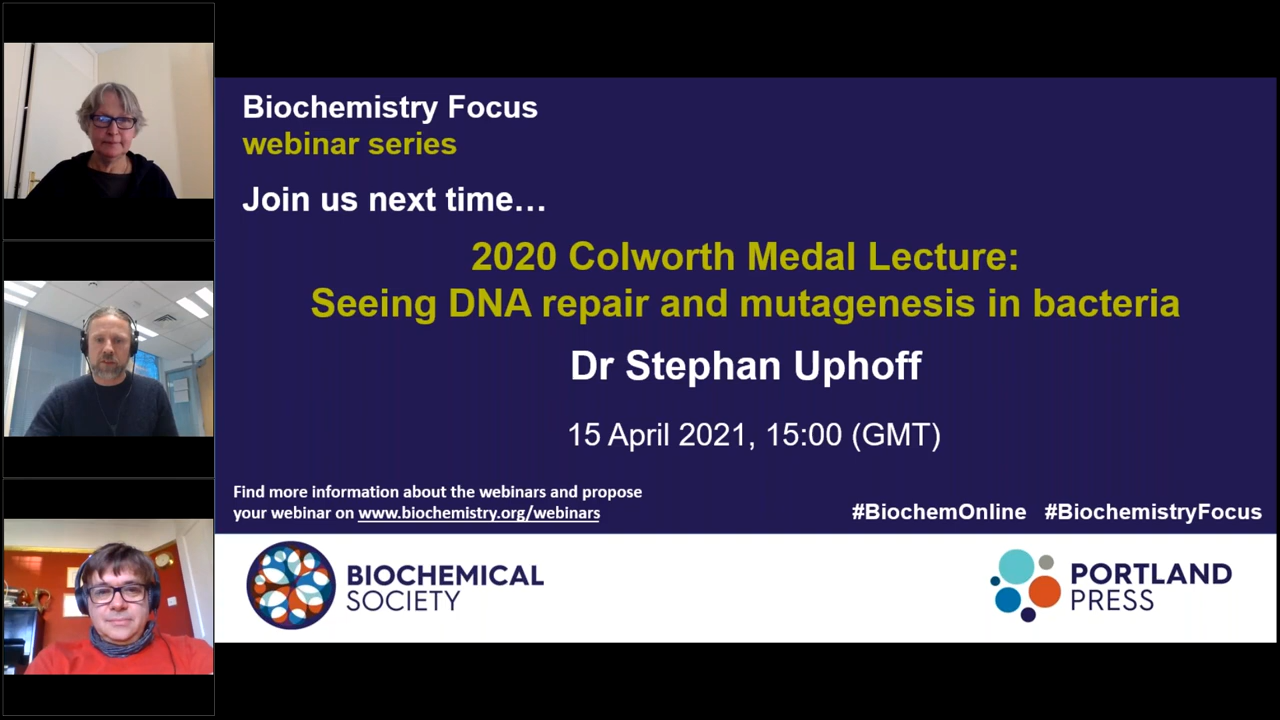 Biochemistry Focus
webinar series
Join us next time…
2020 Colworth Medal Lecture:
Seeing DNA repair and mutagenesis in bacteria
Dr Stephan Uphoff
15 April 2021, 15:00 (GMT)
Find more information about the webinars and propose
your webinar on www.biochemistry.org/webinars
#BiochemOnline #BiochemistryFocus
BIOCHEMICAL
SOCIETY
PORTLAND
PRESS